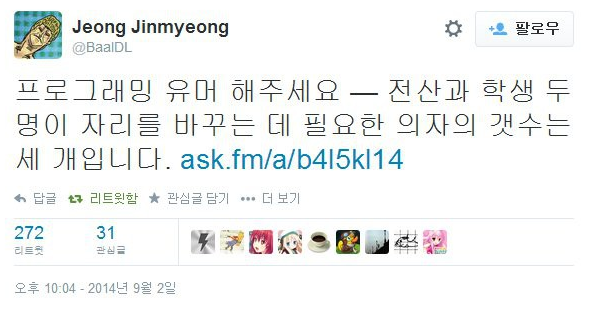 Jeong Jinmyeong
@BaalDL
팔로우
프로그래밍 유머 해주세요 — 전산과 학생 두
명이 자리를 바꾸는 데 필요한 의자의 갯수는
세 개입니다. ask.fm/a/b4l5kl14
답글 리트윗함 관심글 담기 ••• 더 보기
272 31
리트윗 관심글
오후 10:04 - 2014년 9월 2일